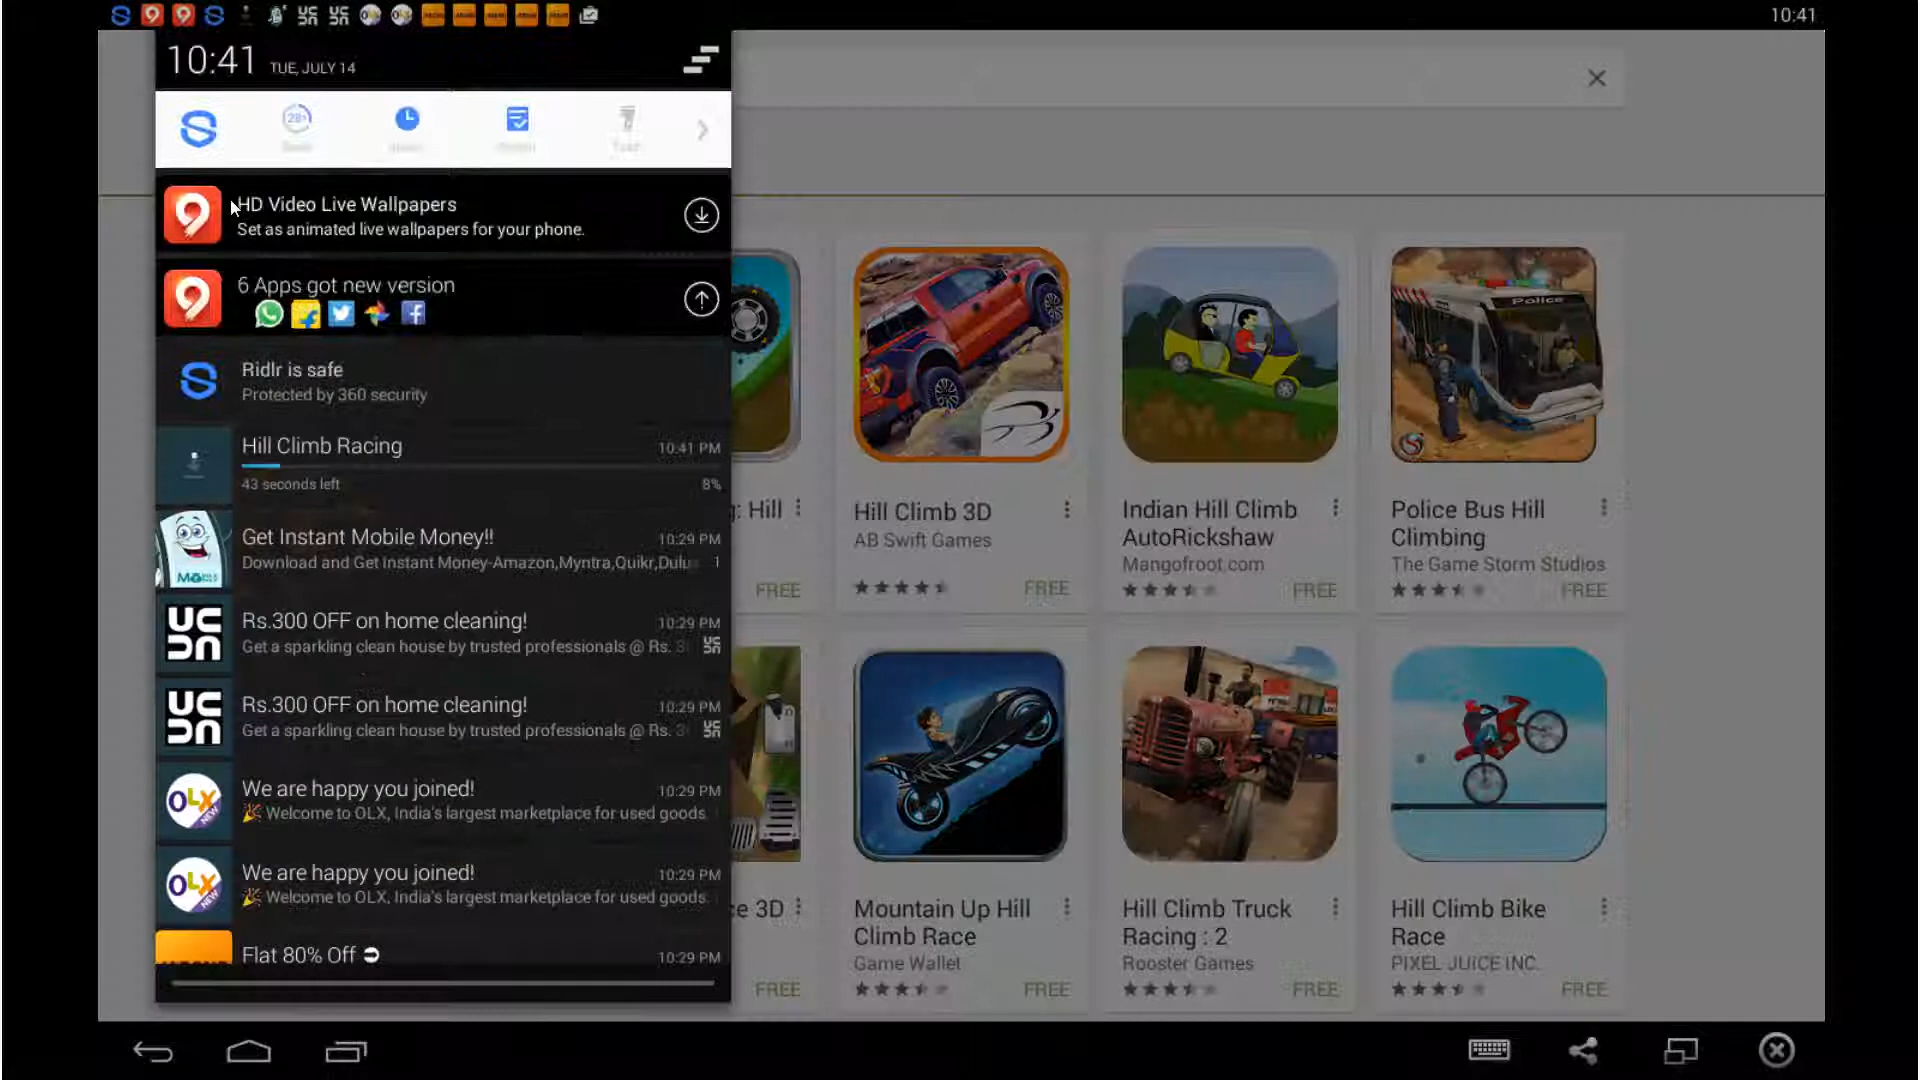 10:41
10:41 TUE, JULY 14
28%
HD Video Live Wallpapers
Set as animated live wallpapers for your phone.
6 Apps got new version
Ridlr is safe
Protected by 360 security
Hill Climb Racing 10:41 PM
43 seconds left 8%
Get Instant Mobile Money!! 10:29 PM
Download and Get Instant Money-Amazon,Myntra,Quikr,Dulu 1
Rs.300 OFF on home cleaning! 10:29 PM
Get a sparkling clean house by trusted professionals @ Rs. 3
Rs.300 OFF on home cleaning! 10:29 PM
Get a sparkling clean house by trusted professionals @ Rs. 3
OLX NEW
We are happy you joined! 10:29 PM
🎉 Welcome to OLX, India's largest marketplace for used goods.
OLX NEW
We are happy you joined! 10:29 PM
🎉 Welcome to OLX, India's largest marketplace for used goods.
Flat 80% Off ➲ 10:29 PM
Police
: Hill
FREE
Hill Climb 3D
AB Swift Games
FREE
Indian Hill Climb
AutoRickshaw
Mangofroot.com
FREE
Police Bus Hill
Climbing
The Game Storm Studios
FREE
ce 3D
FREE
Mountain Up Hill
Climb Race
Game Wallet
FREE
Hill Climb Truck
Racing : 2
Rooster Games
FREE
Hill Climb Bike
Race
PIXEL JUICE INC.
FREE